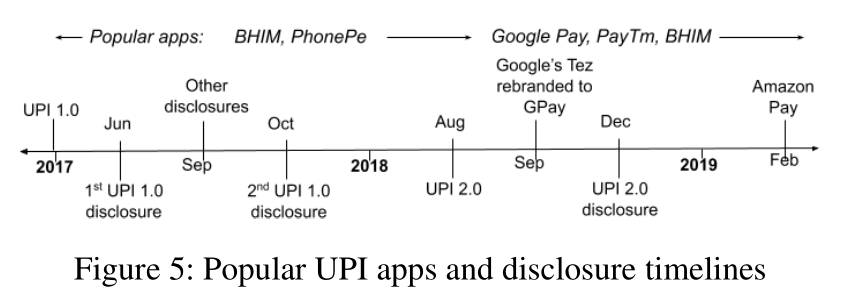 Popular apps: BHIM, PhonePe Google Pay, PayTm, BHIM
Google's Tez
rebranded to
GPay
Other
disclosures
Amazon
Pay
UPI 1.0
Jun
Oct
Aug
Dec
2017
Sep
2018
Sep
2019
Feb
1st UPI 1.0
disclosure
2nd UPI 1.0
disclosure
UPI 2.0
UPI 2.0
disclosure
Figure 5: Popular UPI apps and disclosure timelines